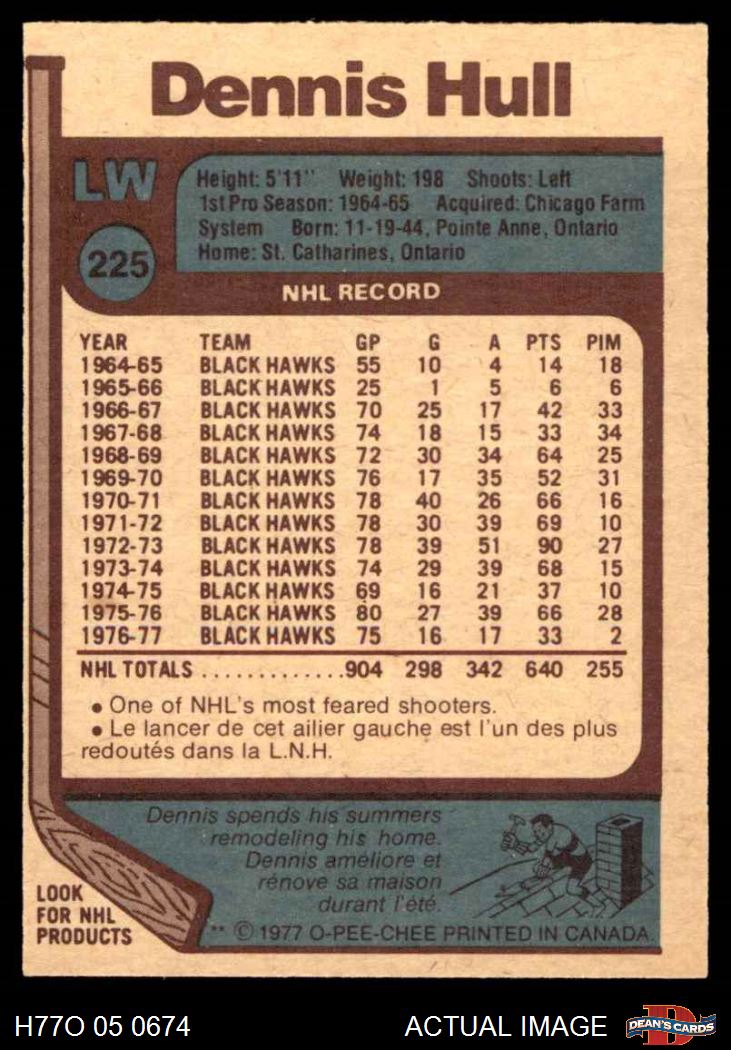 Dennis Hull
LW
225
Height: 5'11" Weight: 198 Shoots: Left
1st Pro Season: 1964-65 Acquired: Chicago Farm
System Born: 11-19-44, Pointe Anne, Ontario
Home: St. Catharines, Ontario
NHL RECORD
YEAR TEAM GP G A PTS PIM
1964-65 BLACK HAWKS 55 10 4 14 18
1965-66 BLACK HAWKS 25 1 5 6 6
1966-67 BLACK HAWKS 70 25 17 42 33
1967-68 BLACK HAWKS 74 18 15 33 34
1968-69 BLACK HAWKS 72 30 34 64 25
1969-70 BLACK HAWKS 76 17 35 52 31
1970-71 BLACK HAWKS 78 40 26 66 16
1971-72 BLACK HAWKS 78 30 39 69 10
1972-73 BLACK HAWKS 78 39 51 90 27
1973-74 BLACK HAWKS 74 29 39 68 15
1974-75 BLACK HAWKS 69 16 21 37 10
1975-76 BLACK HAWKS 80 27 39 66 28
1976-77 BLACK HAWKS 75 16 17 33 2
NHL TOTALS .............904 298 342 640 255
• One of NHL's most feared shooters.
• Le lancer de cet ailier gauche est l'un des plus
redoutés dans la L.N.H.
Dennis spends his summers
remodeling his home.
Dennis améliore et
rénove sa maison
durant l'été.
LOOK
FOR NHL
PRODUCTS
** © 1977 O-PEE-CHEE PRINTED IN CANADA
H77O 05 0674 ACTUAL IMAGE
DEAN'S CARDS